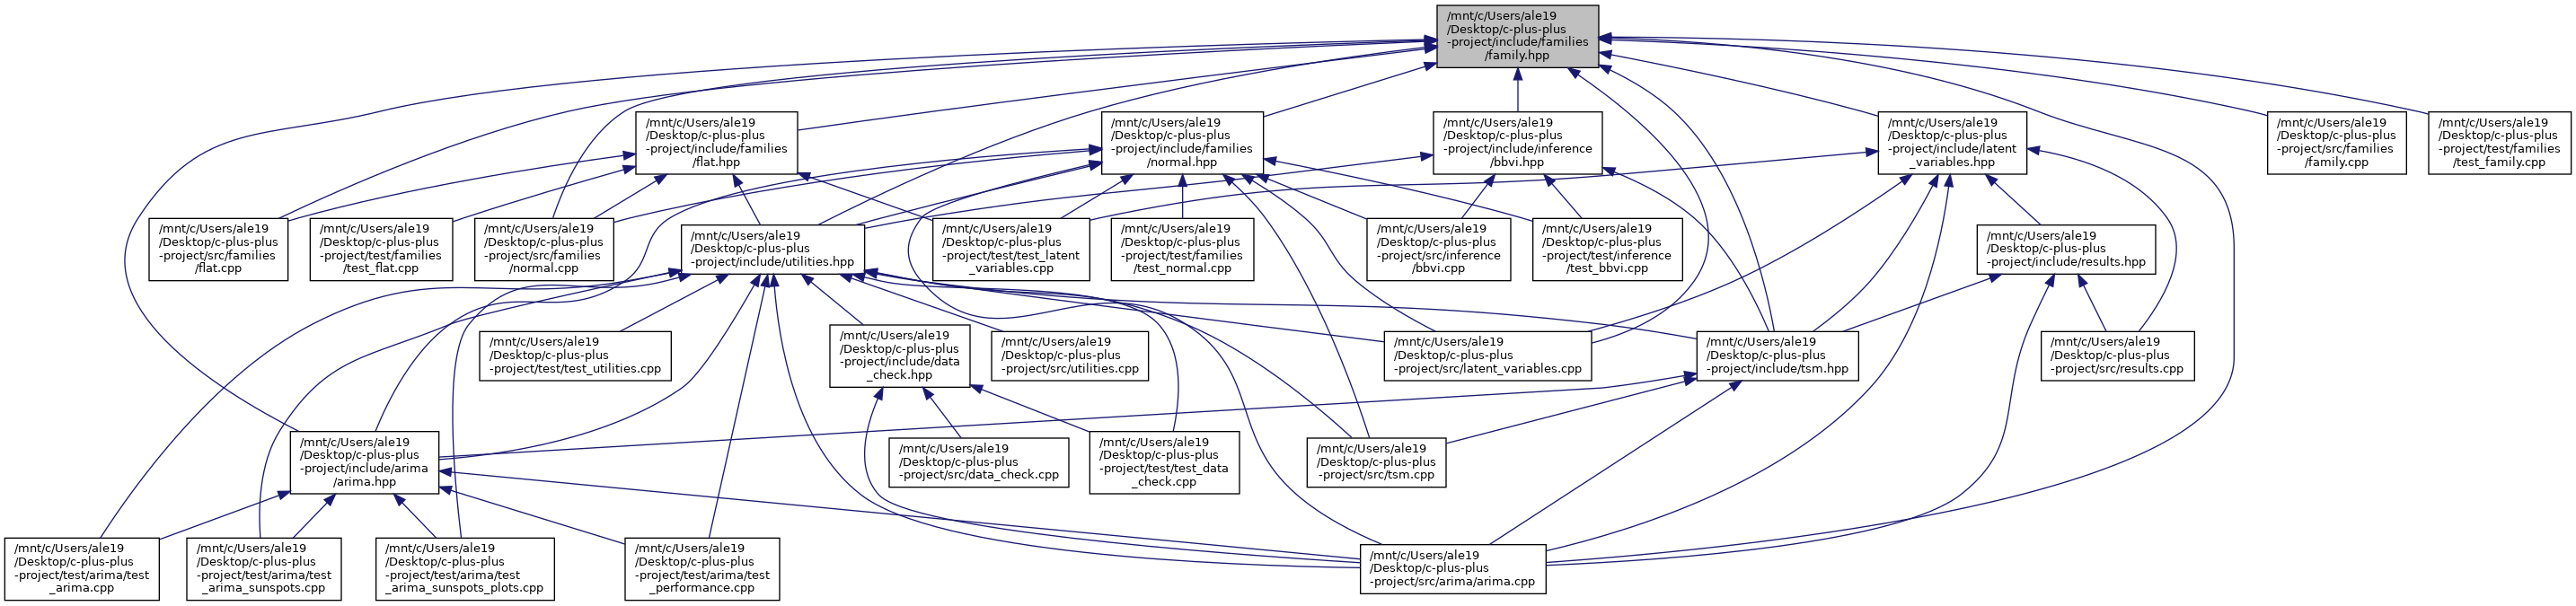 /mnt/c/Users/ale19
/Desktop/c-plus-plus
-project/include/families
/family.hpp
/mnt/c/Users/ale19
/Desktop/c-plus-plus
-project/include/families
/flat.hpp
/mnt/c/Users/ale19
/Desktop/c-plus-plus
-project/include/families
/normal.hpp
/mnt/c/Users/ale19
/Desktop/c-plus-plus
-project/include/inference
/bbvi.hpp
/mnt/c/Users/ale19
/Desktop/c-plus-plus
-project/include/latent
_variables.hpp
/mnt/c/Users/ale19
/Desktop/c-plus-plus
-project/src/families
/family.cpp
/mnt/c/Users/ale19
/Desktop/c-plus-plus
-project/test/families
/test_family.cpp
/mnt/c/Users/ale19
/Desktop/c-plus-plus
-project/src/families
/flat.cpp
/mnt/c/Users/ale19
/Desktop/c-plus-plus
-project/test/families
/test_flat.cpp
/mnt/c/Users/ale19
/Desktop/c-plus-plus
-project/src/families
/normal.cpp
/mnt/c/Users/ale19
/Desktop/c-plus-plus
-project/include/utilities.hpp
/mnt/c/Users/ale19
/Desktop/c-plus-plus
-project/test/test_latent
_variables.cpp
/mnt/c/Users/ale19
/Desktop/c-plus-plus
-project/test/families
/test_normal.cpp
/mnt/c/Users/ale19
/Desktop/c-plus-plus
-project/src/inference
/bbvi.cpp
/mnt/c/Users/ale19
/Desktop/c-plus-plus
-project/test/inference
/test_bbvi.cpp
/mnt/c/Users/ale19
/Desktop/c-plus-plus
-project/include/results.hpp
/mnt/c/Users/ale19
/Desktop/c-plus-plus
-project/test/test_utilities.cpp
/mnt/c/Users/ale19
/Desktop/c-plus-plus
-project/include/data
_check.hpp
/mnt/c/Users/ale19
/Desktop/c-plus-plus
-project/src/utilities.cpp
/mnt/c/Users/ale19
/Desktop/c-plus-plus
-project/src/latent_variables.cpp
/mnt/c/Users/ale19
/Desktop/c-plus-plus
-project/include/tsm.hpp
/mnt/c/Users/ale19
/Desktop/c-plus-plus
-project/src/results.cpp
/mnt/c/Users/ale19
/Desktop/c-plus-plus
-project/include/arima
/arima.hpp
/mnt/c/Users/ale19
/Desktop/c-plus-plus
-project/src/data_check.cpp
/mnt/c/Users/ale19
/Desktop/c-plus-plus
-project/test/test_data
_check.cpp
/mnt/c/Users/ale19
/Desktop/c-plus-plus
-project/src/tsm.cpp
/mnt/c/Users/ale19
/Desktop/c-plus-plus
-project/test/arima/test
_arima.cpp
/mnt/c/Users/ale19
/Desktop/c-plus-plus
-project/test/arima/test
_arima_sunspots.cpp
/mnt/c/Users/ale19
/Desktop/c-plus-plus
-project/test/arima/test
_arima_sunspots_plots.cpp
/mnt/c/Users/ale19
/Desktop/c-plus-plus
-project/test/arima/test
_performance.cpp
/mnt/c/Users/ale19
/Desktop/c-plus-plus
-project/src/arima/arima.cpp